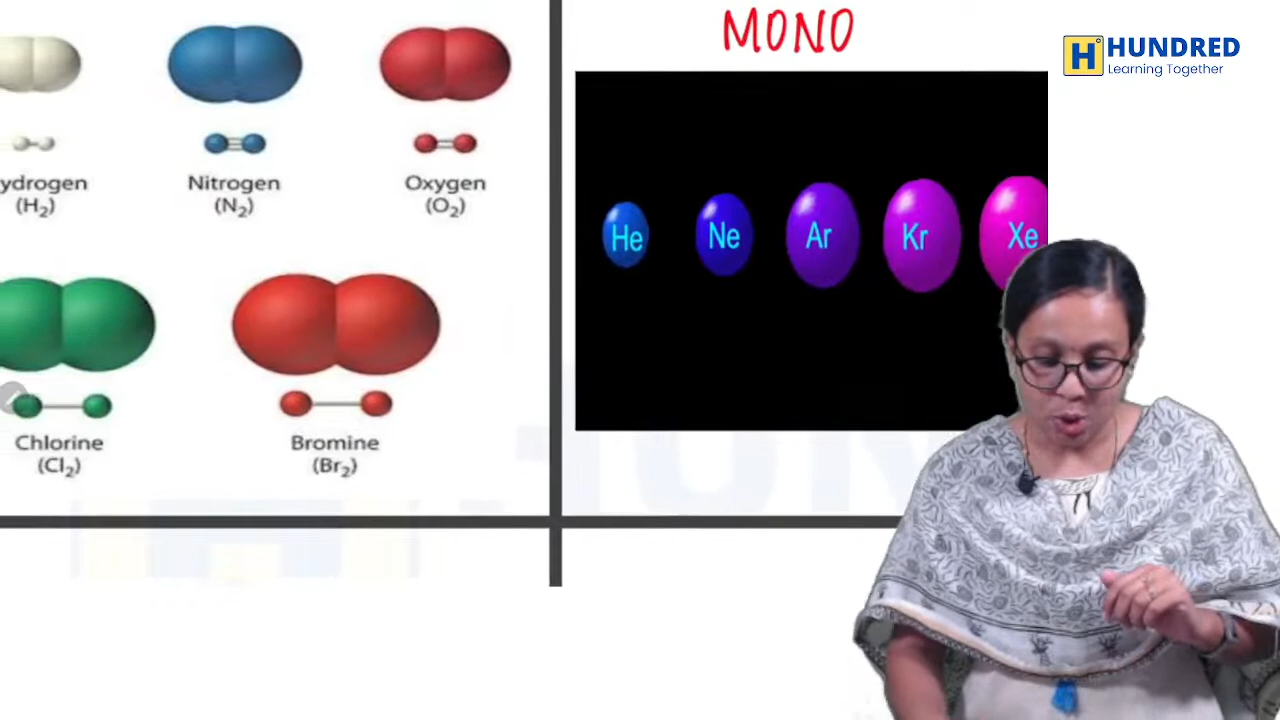 MONO
H HUNDRED
Learning Together
ydrogen
(H₂)
Nitrogen
(N₂)
Oxygen
(O₂)
He Ne Ar Kr Xe
Chlorine
(Cl₂)
Bromine
(Br₂)